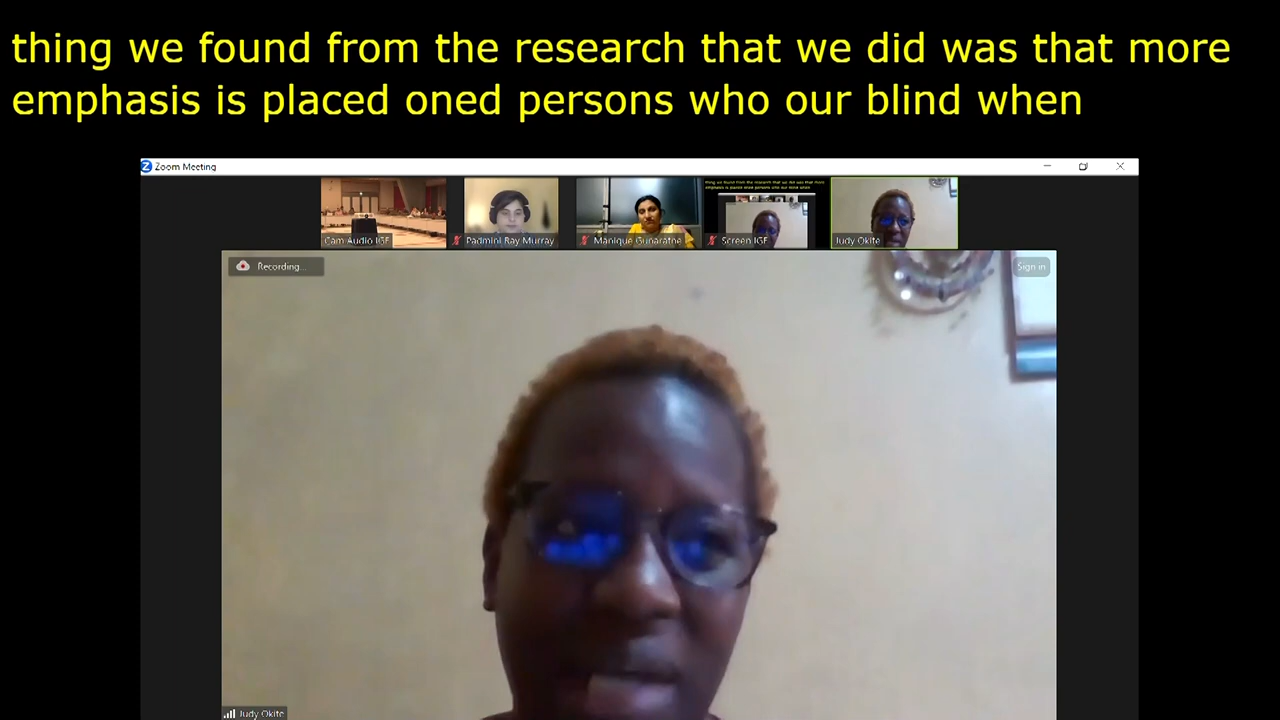 thing we found from the research that we did was that more
emphasis is placed oned persons who our blind when
Zoom Meeting
Cam Audio IGF
Padmini Ray Murray
Manique Gunaratne
Screen IGF
Judy Okite
Recording...
Sign in
Judy Okite